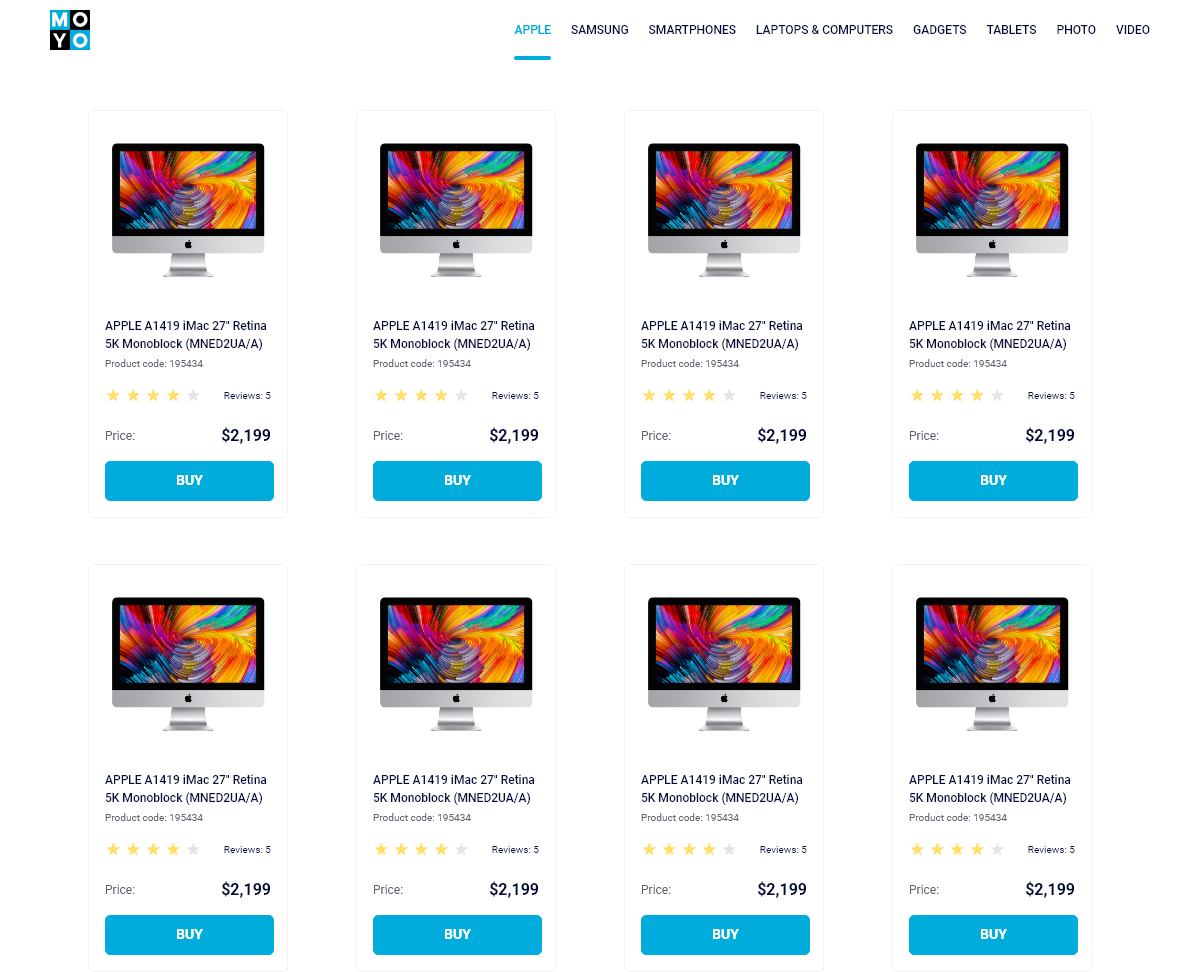 MO
YO
APPLE SAMSUNG SMARTPHONES LAPTOPS & COMPUTERS GADGETS TABLETS PHOTO VIDEO
APPLE A1419 iMac 27" Retina
5K Monoblock (MNED2UA/A)
Product code: 195434
Reviews: 5
Price: $2,199
BUY
APPLE A1419 iMac 27" Retina
5K Monoblock (MNED2UA/A)
Product code: 195434
Reviews: 5
Price: $2,199
BUY
APPLE A1419 iMac 27" Retina
5K Monoblock (MNED2UA/A)
Product code: 195434
Reviews: 5
Price: $2,199
BUY
APPLE A1419 iMac 27" Retina
5K Monoblock (MNED2UA/A)
Product code: 195434
Reviews: 5
Price: $2,199
BUY
APPLE A1419 iMac 27" Retina
5K Monoblock (MNED2UA/A)
Product code: 195434
Reviews: 5
Price: $2,199
BUY
APPLE A1419 iMac 27" Retina
5K Monoblock (MNED2UA/A)
Product code: 195434
Reviews: 5
Price: $2,199
BUY
APPLE A1419 iMac 27" Retina
5K Monoblock (MNED2UA/A)
Product code: 195434
Reviews: 5
Price: $2,199
BUY
APPLE A1419 iMac 27" Retina
5K Monoblock (MNED2UA/A)
Product code: 195434
Reviews: 5
Price: $2,199
BUY